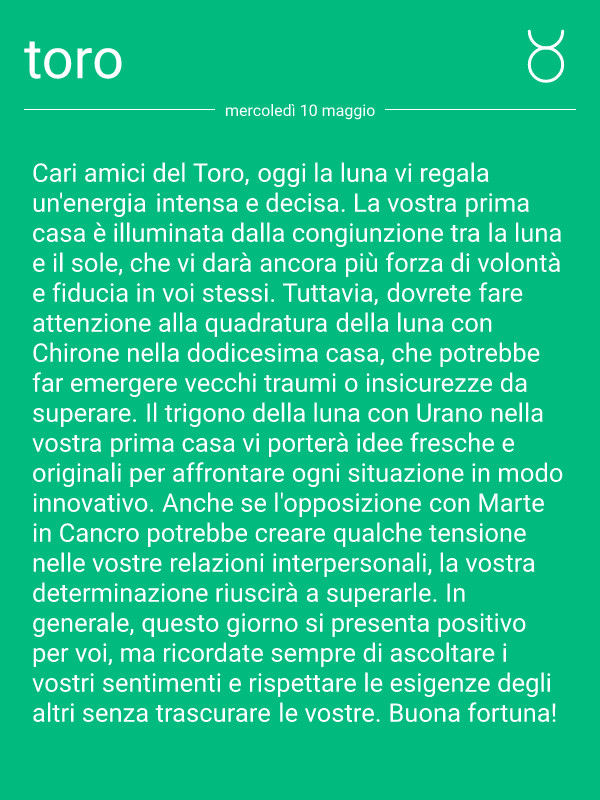 toro
mercoledì 10 maggio
Cari amici del Toro, oggi la luna vi regala
un'energia intensa e decisa. La vostra prima
casa è illuminata dalla congiunzione tra la luna
e il sole, che vi darà ancora più forza di volontà
e fiducia in voi stessi. Tuttavia, dovrete fare
attenzione alla quadratura della luna con
Chirone nella dodicesima casa, che potrebbe
far emergere vecchi traumi o insicurezze da
superare. Il trigono della luna con Urano nella
vostra prima casa vi porterà idee fresche e
originali per affrontare ogni situazione in modo
innovativo. Anche se l'opposizione con Marte
in Cancro potrebbe creare qualche tensione
nelle vostre relazioni interpersonali, la vostra
determinazione riuscirà a superarle. In
generale, questo giorno si presenta positivo
per voi, ma ricordate sempre di ascoltare i
vostri sentimenti e rispettare le esigenze degli
altri senza trascurare le vostre. Buona fortuna!